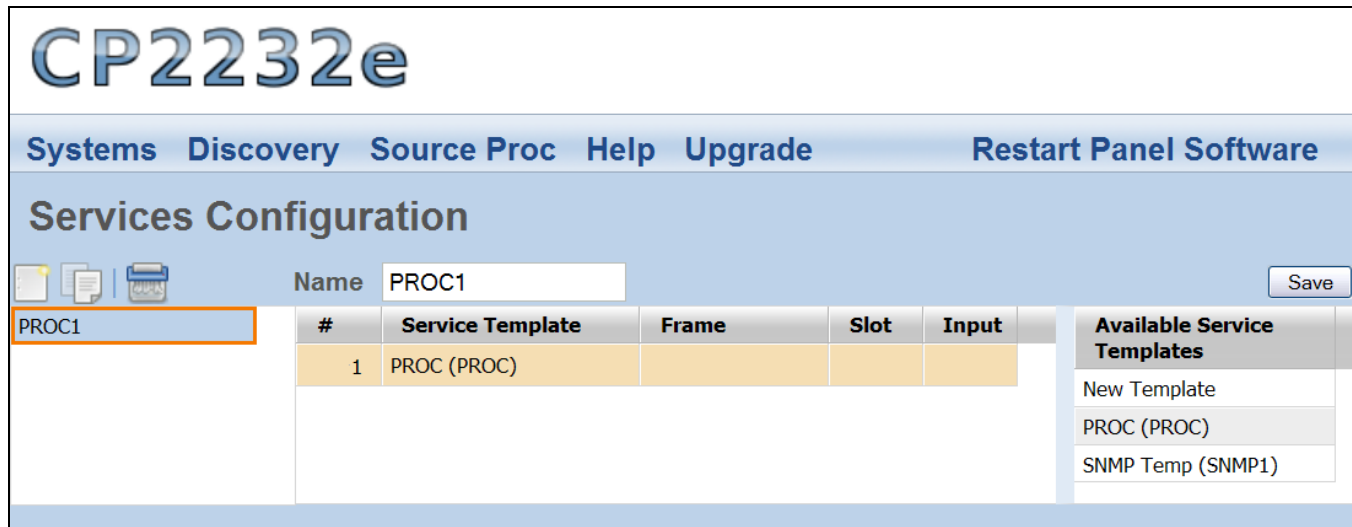 CP2232e
Systems Discovery Source Proc Help Upgrade Restart Panel Software
Services Configuration
Name PROC1 Save
PROC1
# Service Template Frame Slot Input
1 PROC (PROC)
Available Service
Templates
New Template
PROC (PROC)
SNMP Temp (SNMP1)